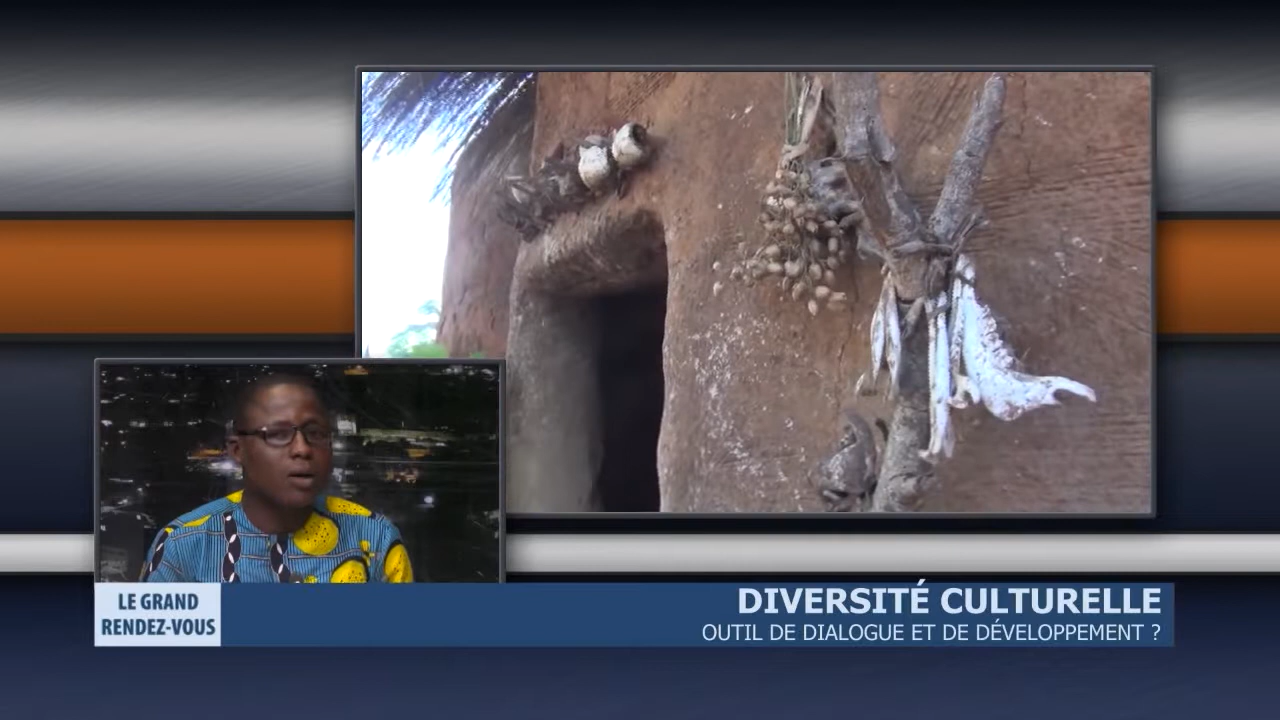 LE GRAND
RENDEZ-VOUS
DIVERSITÉ CULTURELLE
OUTIL DE DIALOGUE ET DE DÉVELOPPEMENT ?